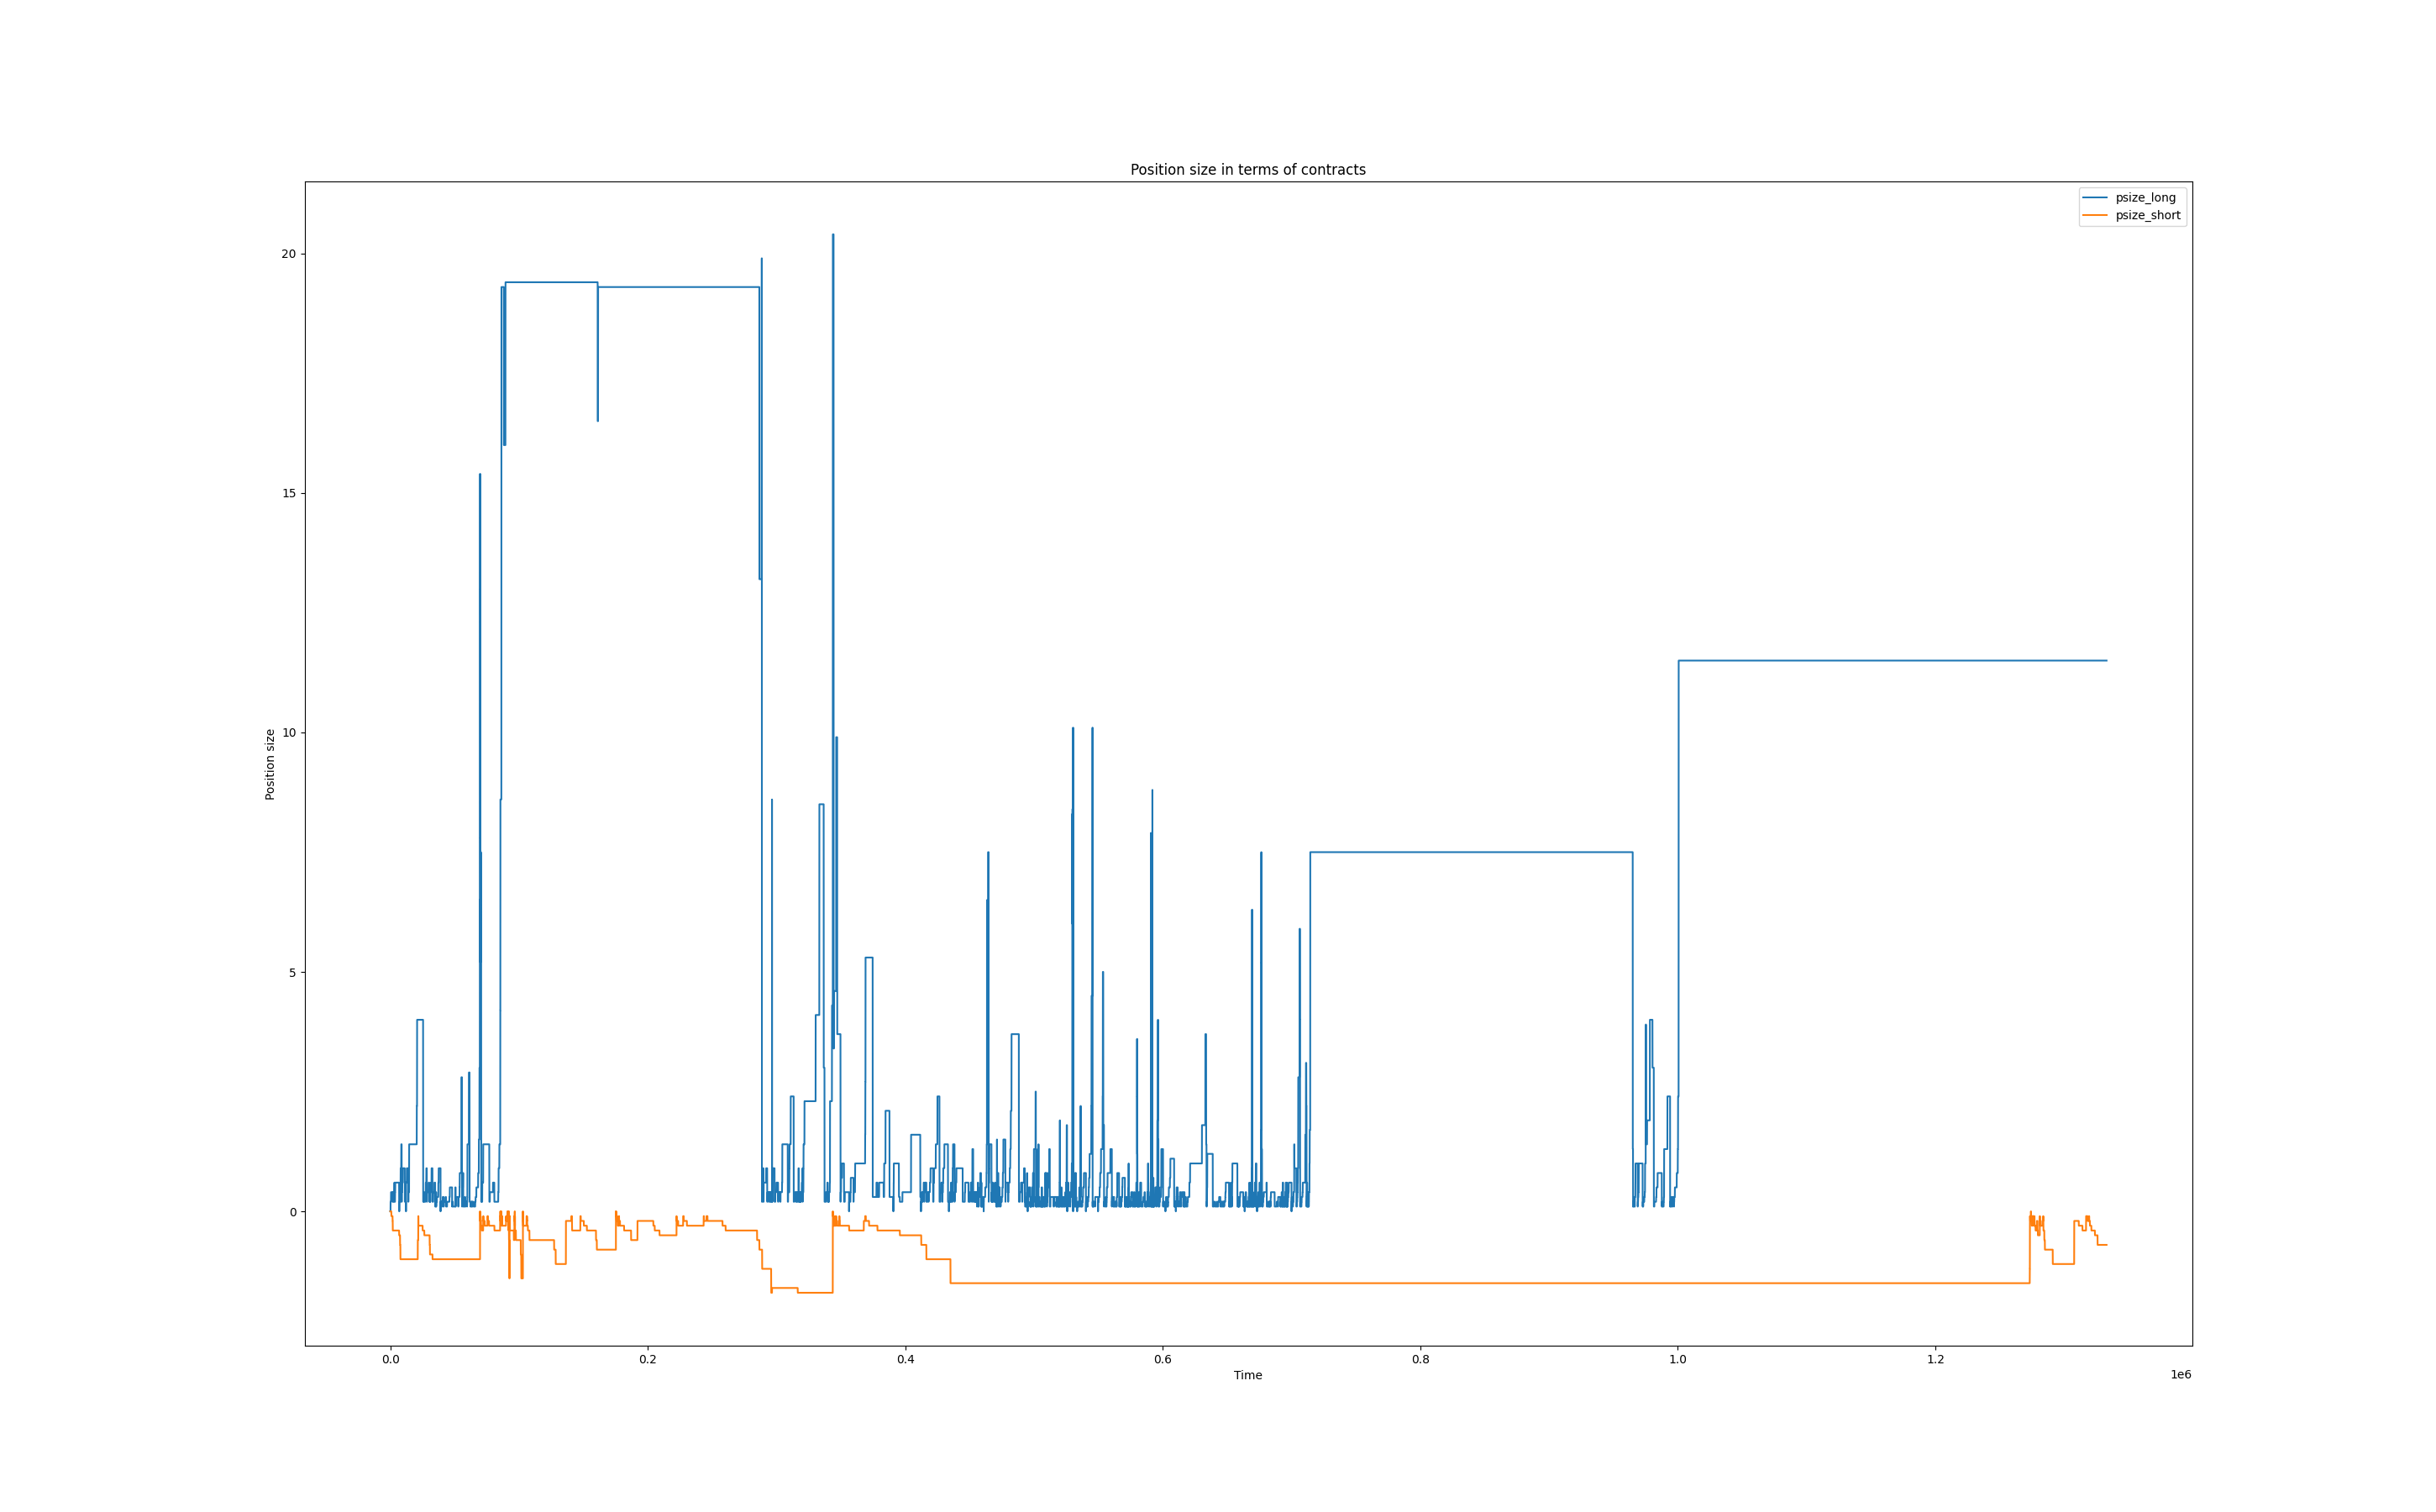 Position size in terms of contracts
psize_long
psize_short
20
15
10
5
0
Position size
0.0 0.2 0.4 0.6 0.8 1.0 1.2
Time
1e6